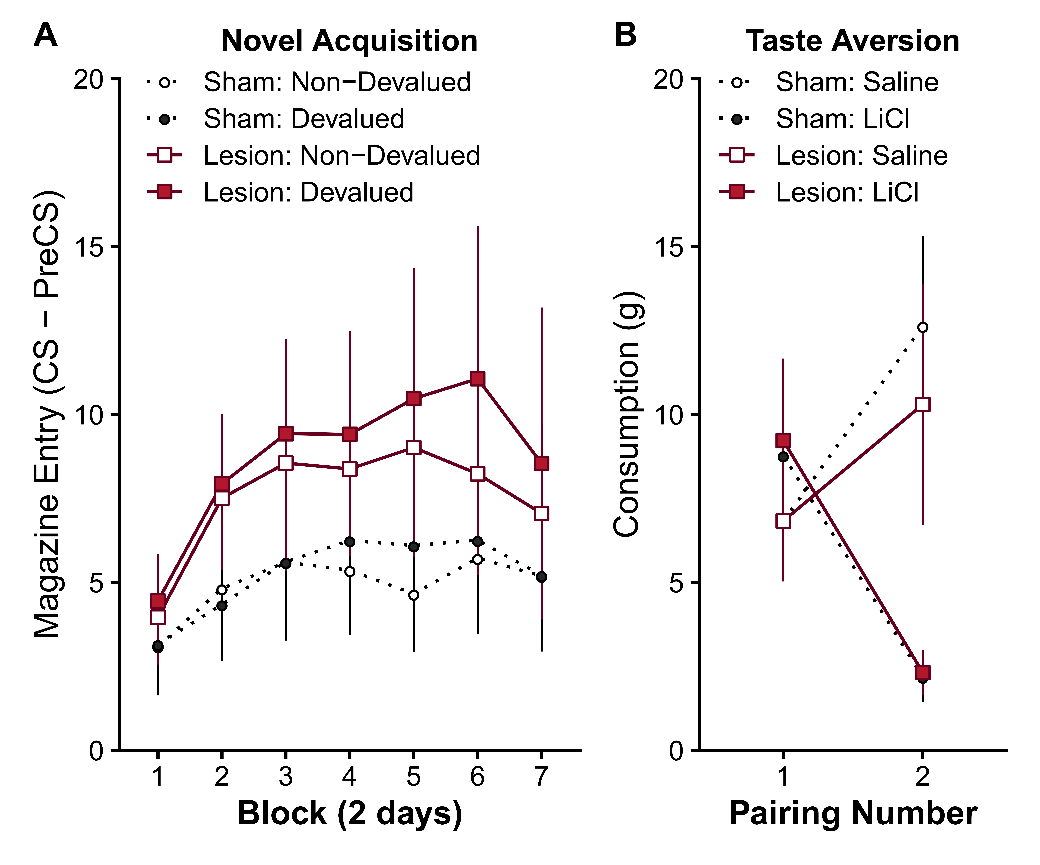 A
Novel Acquisition
Sham: Non−Devalued
Sham: Devalued
Lesion: Non−Devalued
Lesion: Devalued
Magazine Entry (CS − PreCS)
20
15
10
5
0
1 2 3 4 5 6 7
Block (2 days)
B
Taste Aversion
Sham: Saline
Sham: LiCl
Lesion: Saline
Lesion: LiCl
Consumption (g)
20
15
10
5
0
1 2
Pairing Number